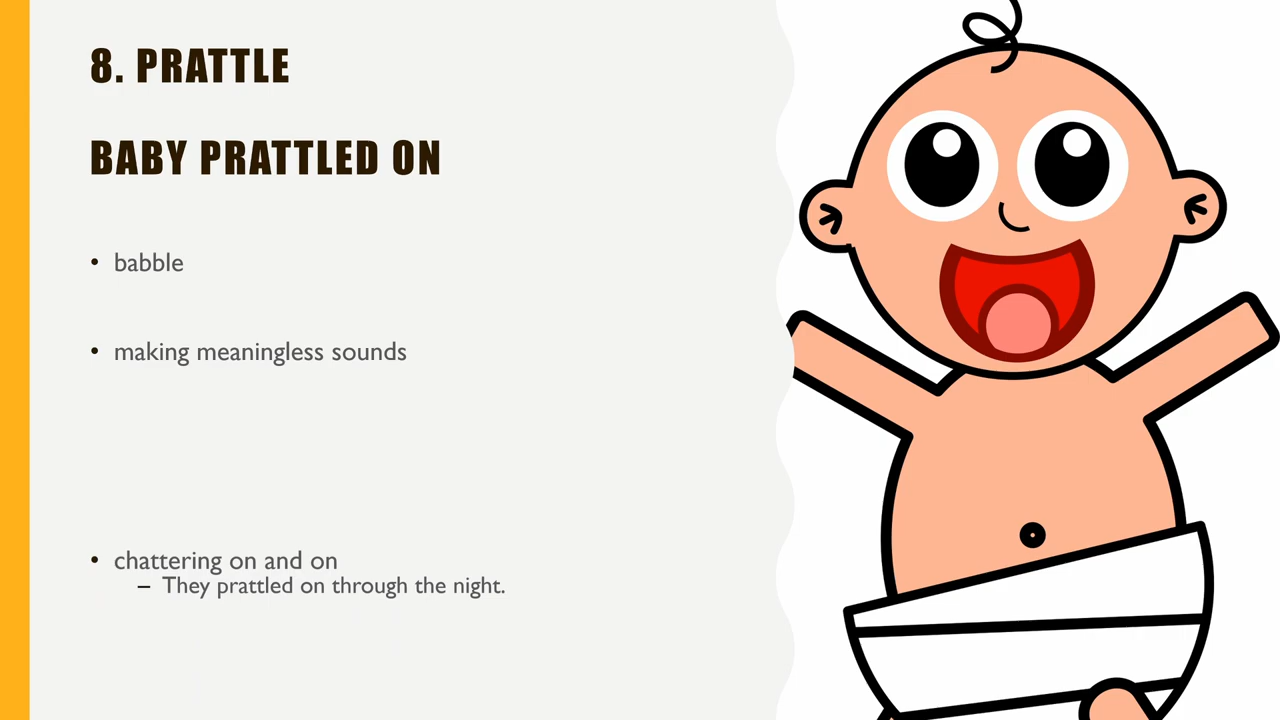 8. PRATTLE
BABY PRATTLED ON
• babble
• making meaningless sounds
• chattering on and on
– They prattled on through the night.